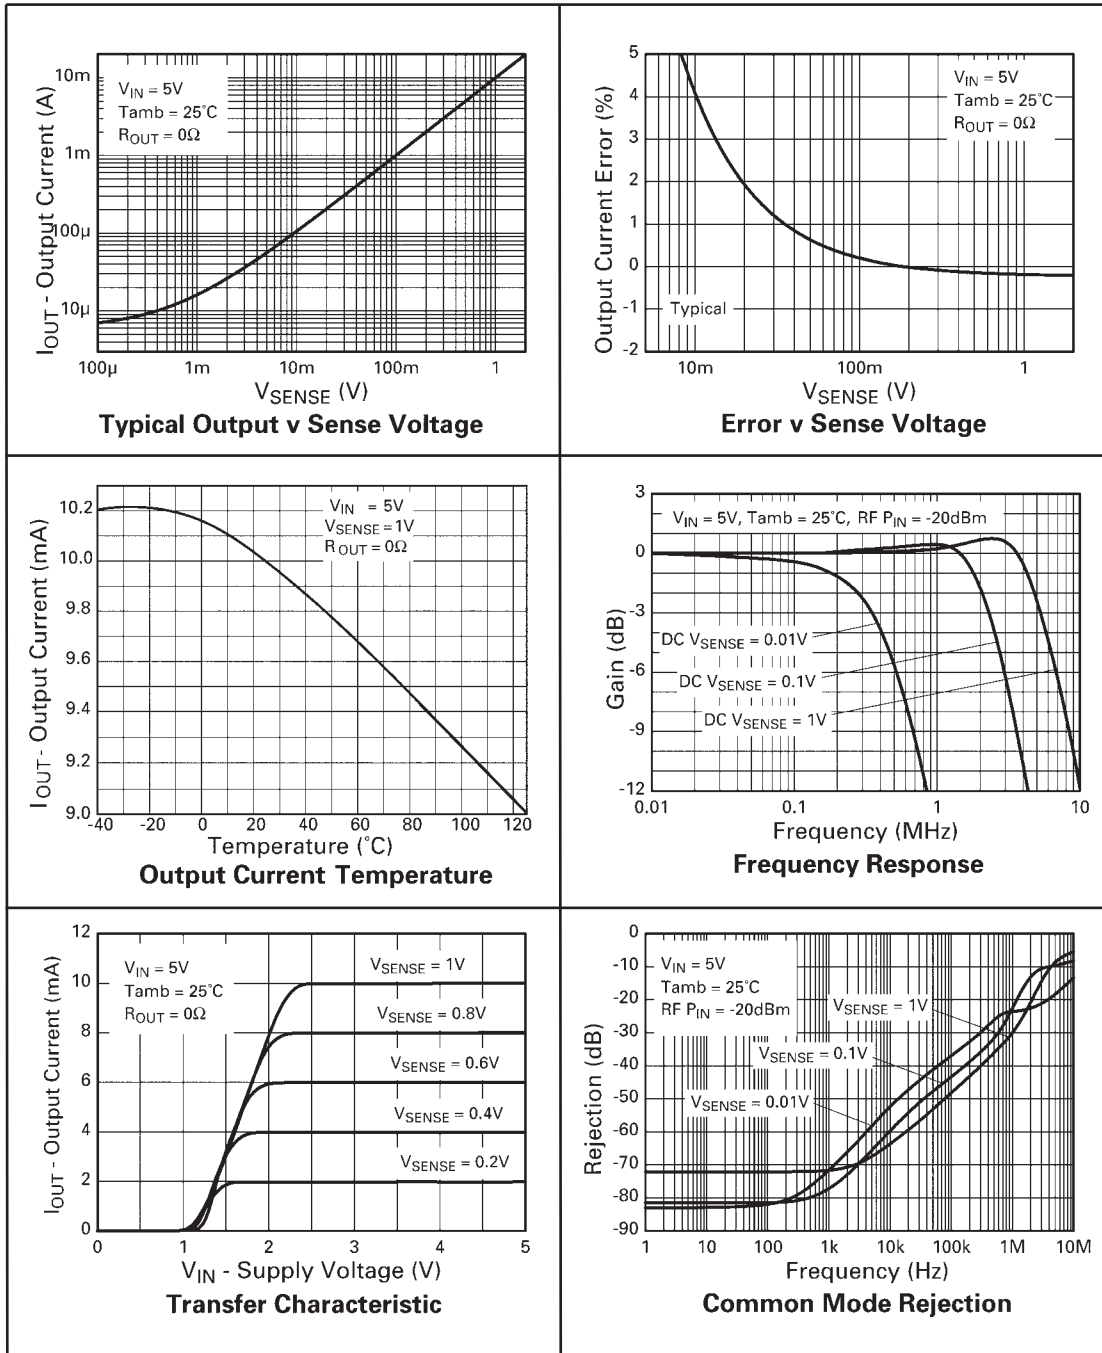 IOUT - Output Current (A)
10m
1m
100µ
10µ
VIN = 5V
Tamb = 25°C
ROUT = 0Ω
100µ 1m 10m 100m 1
VSENSE (V)
Typical Output v Sense Voltage
Output Current Error (%)
5
4
3
2
1
0
-1
-2
VIN = 5V
Tamb = 25°C
ROUT = 0Ω
Typical
10m 100m 1
VSENSE (V)
Error v Sense Voltage
IOUT - Output Current (mA)
10.2
10.0
9.8
9.6
9.4
9.2
9.0
VIN = 5V
VSENSE = 1V
ROUT = 0Ω
-40 -20 0 20 40 60 80 100 120
Temperature (°C)
Output Current Temperature
Gain (dB)
3
0
-3
-6
-9
-12
VIN = 5V, Tamb = 25°C, RF PIN = -20dBm
DC VSENSE = 0.01V
DC VSENSE = 0.1V
DC VSENSE = 1V
0.01 0.1 1 10
Frequency (MHz)
Frequency Response
IOUT - Output Current (mA)
12
10
8
6
4
2
0
VIN = 5V
Tamb = 25°C
ROUT = 0Ω
VSENSE = 1V
VSENSE = 0.8V
VSENSE = 0.6V
VSENSE = 0.4V
VSENSE = 0.2V
0 1 2 3 4 5
VIN - Supply Voltage (V)
Transfer Characteristic
Rejection (dB)
0
-10
-20
-30
-40
-50
-60
-70
-80
-90
VIN = 5V
Tamb = 25°C
RF PIN = -20dBm
VSENSE = 1V
VSENSE = 0.1V
VSENSE = 0.01V
1 10 100 1k 10k 100k 1M 10M
Frequency (Hz)
Common Mode Rejection